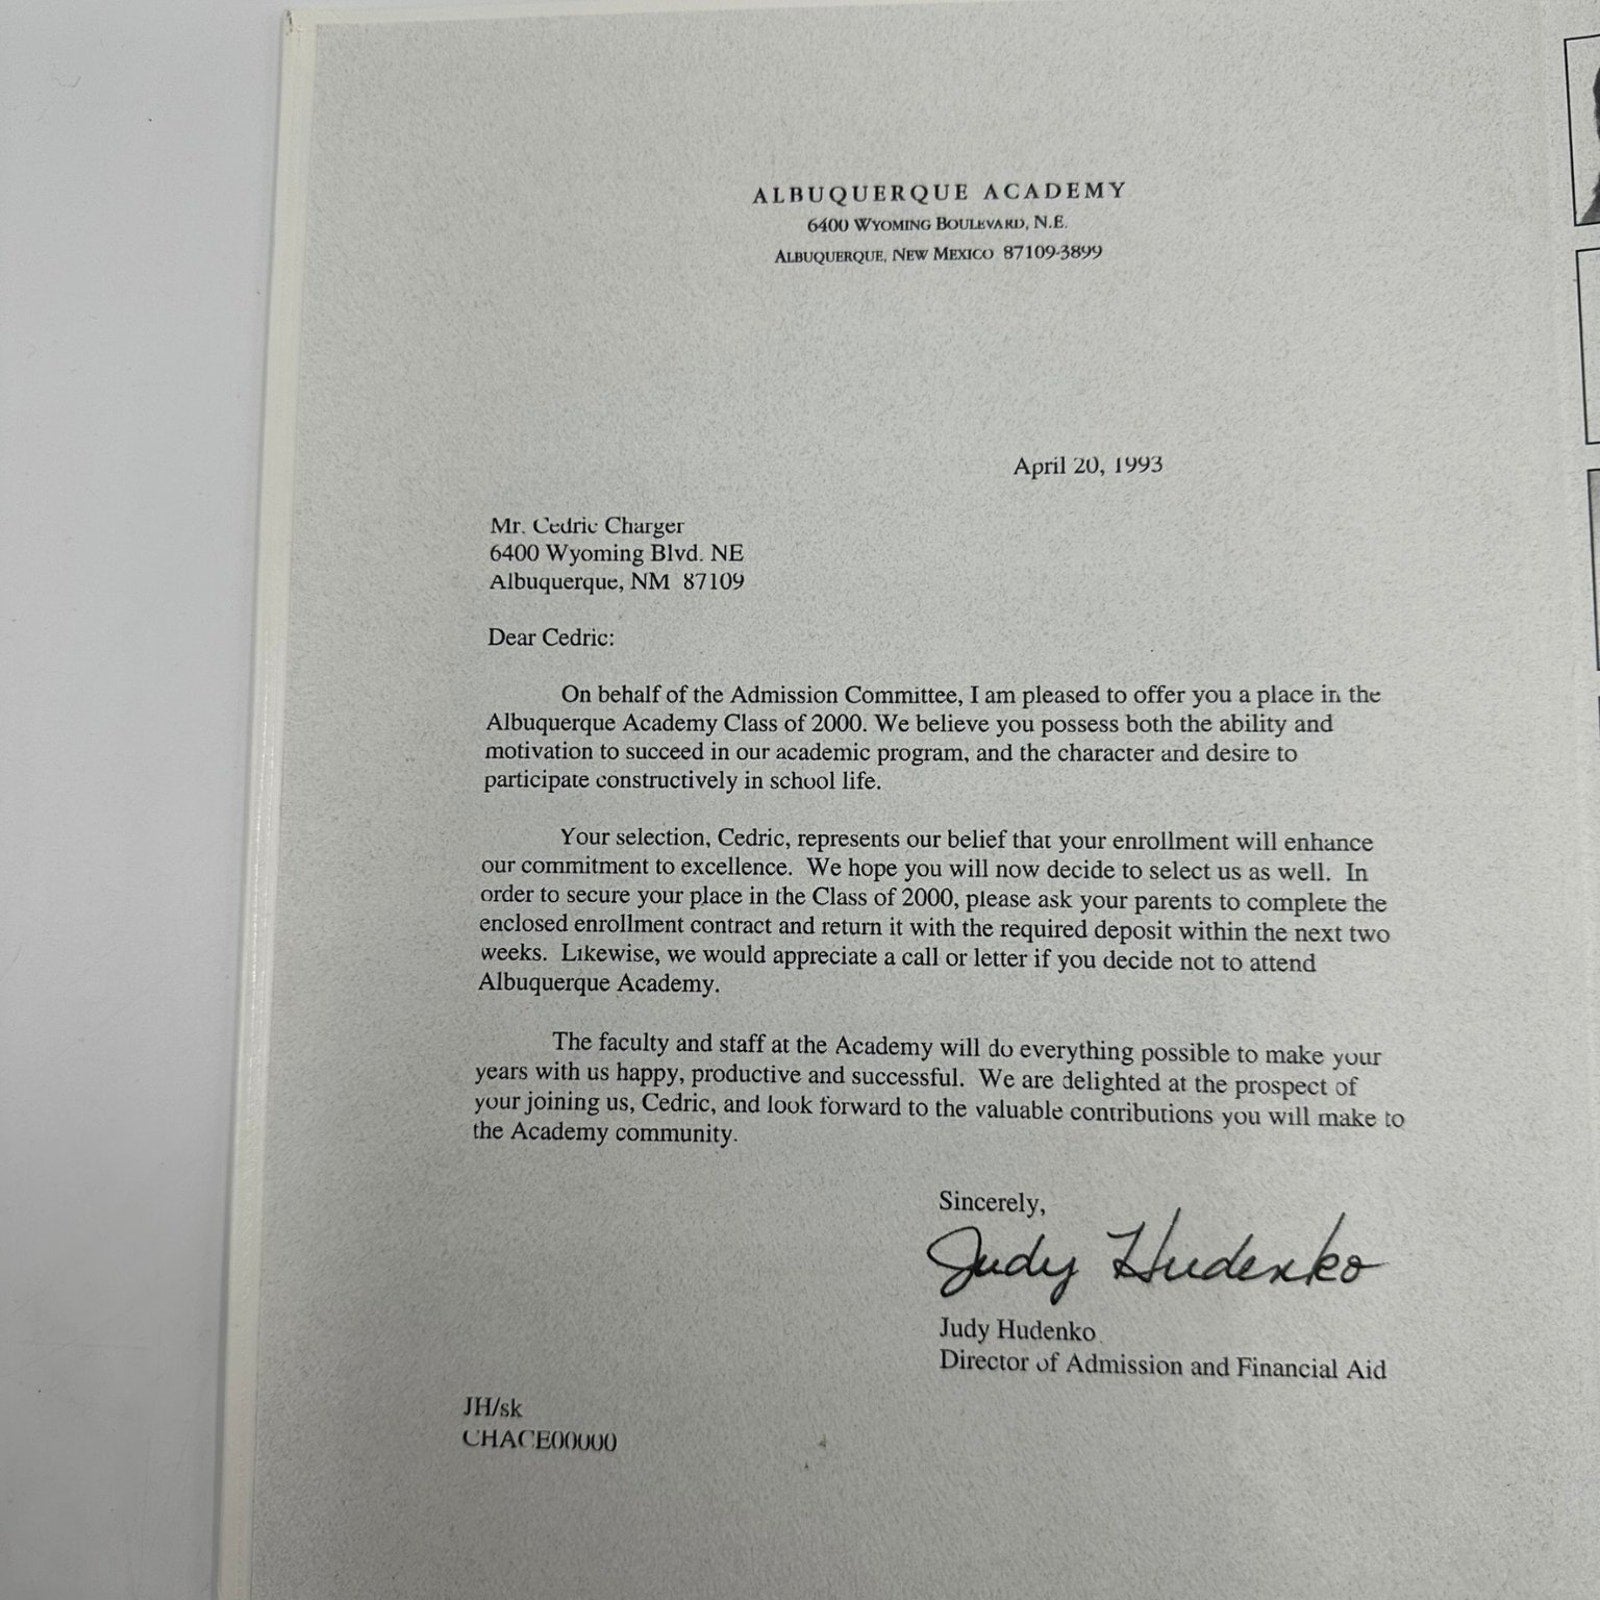 ALBUQUERQUE ACADEMY
6400 WYOMING BOULEVARD, N.E.
ALBUQUERQUE, NEW MEXICO 87109-3899
April 20, 1993
Mr. Cedric Charger
6400 Wyoming Blvd. NE
Albuquerque, NM 87109
Dear Cedric:
On behalf of the Admission Committee, I am pleased to offer you a place in the
Albuquerque Academy Class of 2000. We believe you possess both the ability and
motivation to succeed in our academic program, and the character and desire to
participate constructively in school life.
Your selection, Cedric, represents our belief that your enrollment will enhance
our commitment to excellence. We hope you will now decide to select us as well. In
order to secure your place in the Class of 2000, please ask your parents to complete the
enclosed enrollment contract and return it with the required deposit within the next two
weeks. Likewise, we would appreciate a call or letter if you decide not to attend
Albuquerque Academy.
The faculty and staff at the Academy will do everything possible to make your
years with us happy, productive and successful. We are delighted at the prospect of
your joining us, Cedric, and look forward to the valuable contributions you will make to
the Academy community.
Sincerely,
Judy Hudenko
Judy Hudenko
Director of Admission and Financial Aid
JH/sk
CHACE00000